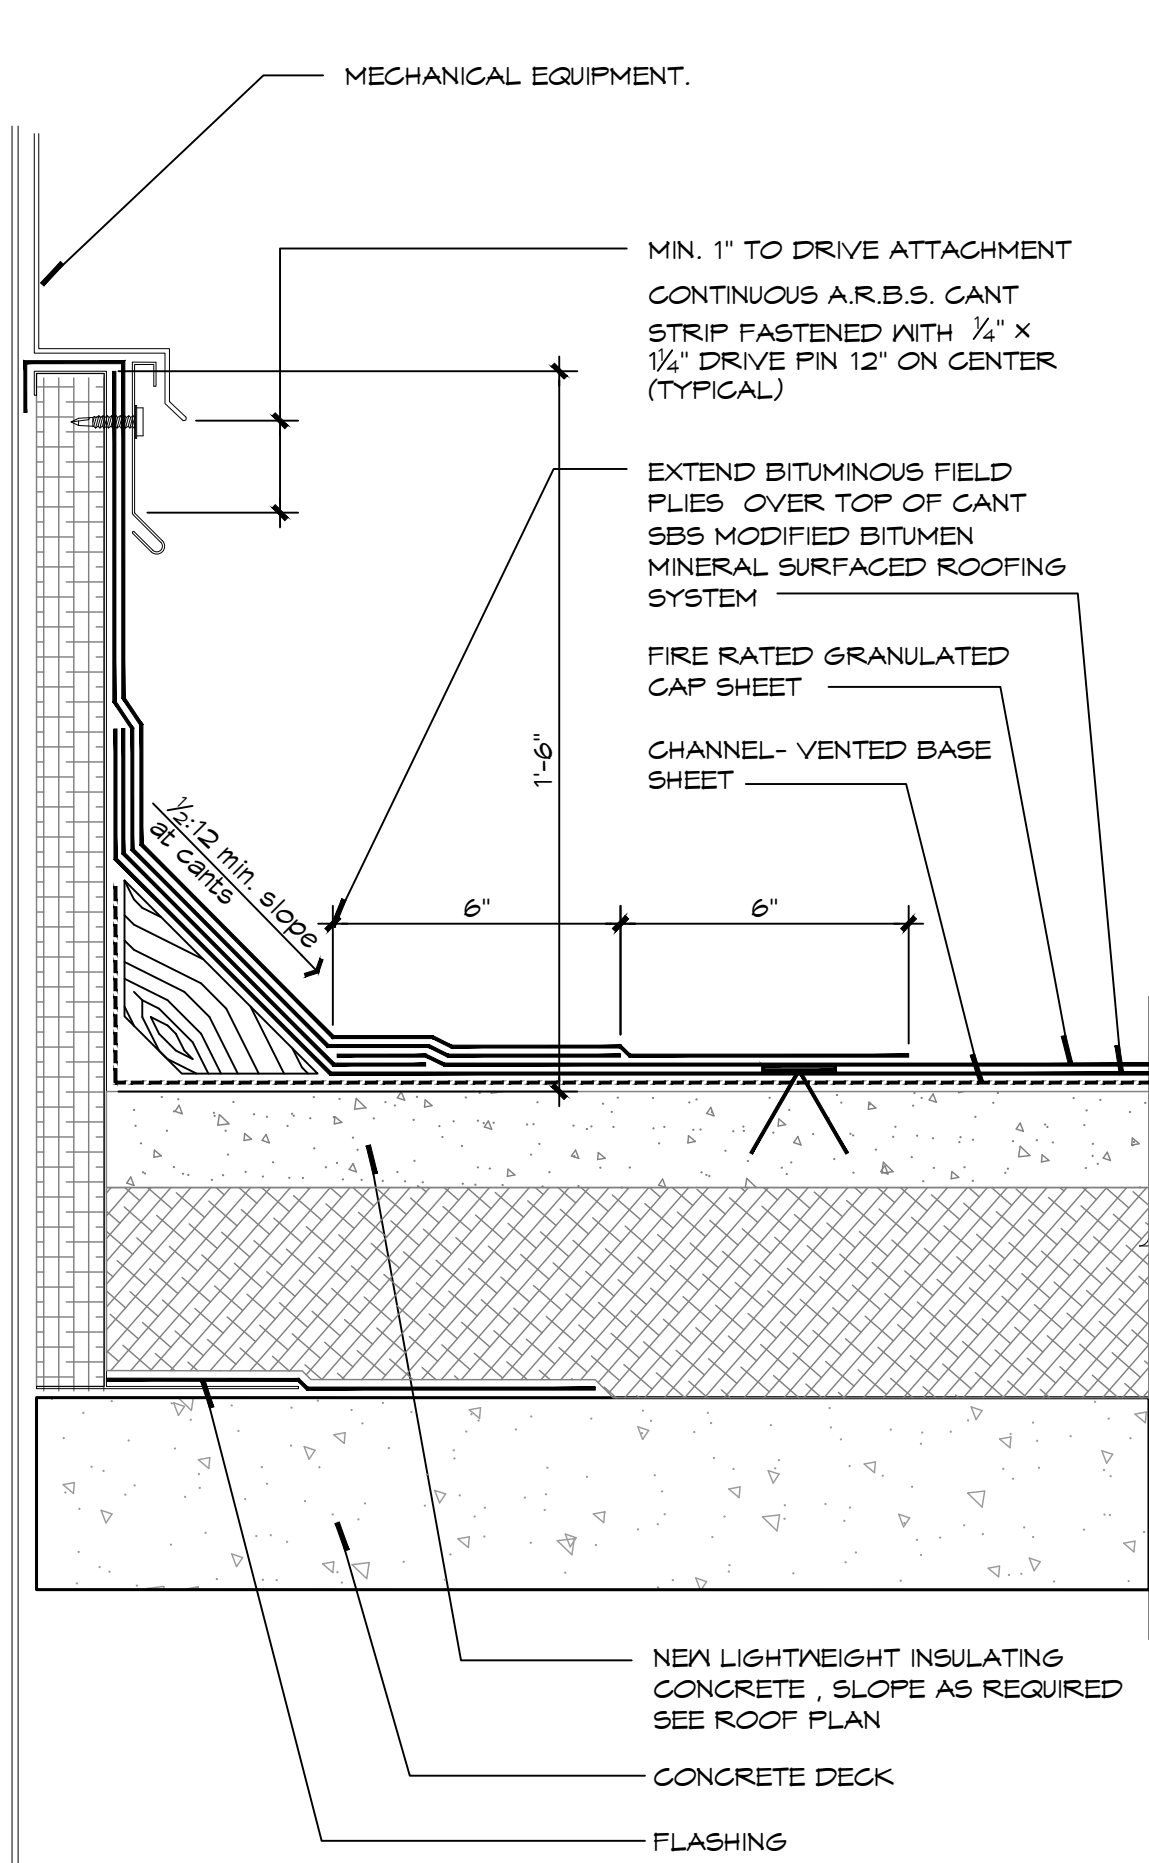 MECHANICAL EQUIPMENT.
MIN. 1" TO DRIVE ATTACHMENT
CONTINUOUS A.R.B.S. CANT
STRIP FASTENED WITH ¼" X
1¼" DRIVE PIN 12" ON CENTER
(TYPICAL)
EXTEND BITUMINOUS FIELD
PLIES OVER TOP OF CANT
SBS MODIFIED BITUMEN
MINERAL SURFACED ROOFING
SYSTEM
FIRE RATED GRANULATED
CAP SHEET
CHANNEL- VENTED BASE
SHEET
1'-6"
½:12 min. slope
at cants
6"
6"
NEW LIGHTWEIGHT INSULATING
CONCRETE , SLOPE AS REQUIRED
SEE ROOF PLAN
CONCRETE DECK
FLASHING